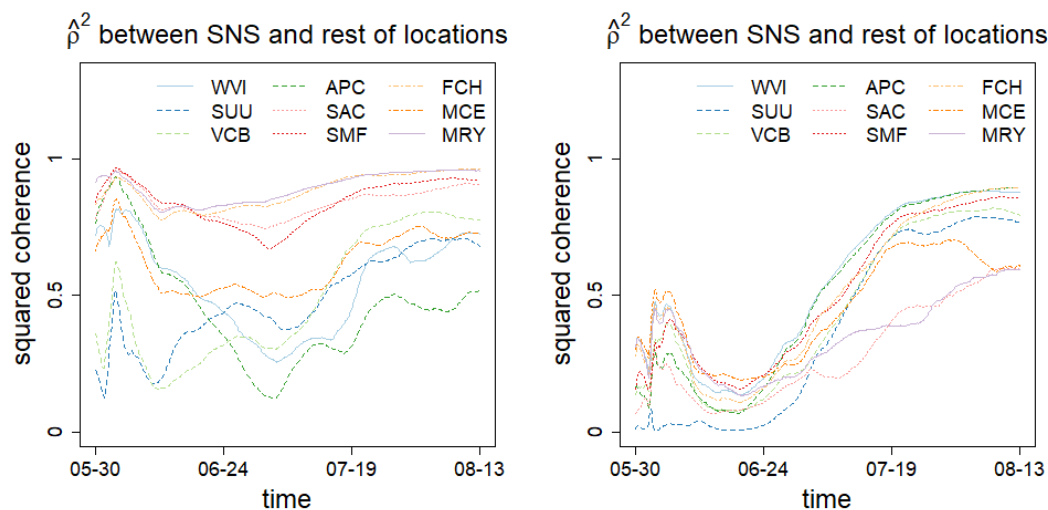 ρ̂² between SNS and rest of locations
WVI APC FCH
SUU SAC MCE
VCB SMF MRY
squared coherence
1
0.5
0
05-30 06-24 07-19 08-13
time
ρ̂² between SNS and rest of locations
WVI APC FCH
SUU SAC MCE
VCB SMF MRY
squared coherence
1
0.5
0
05-30 06-24 07-19 08-13
time